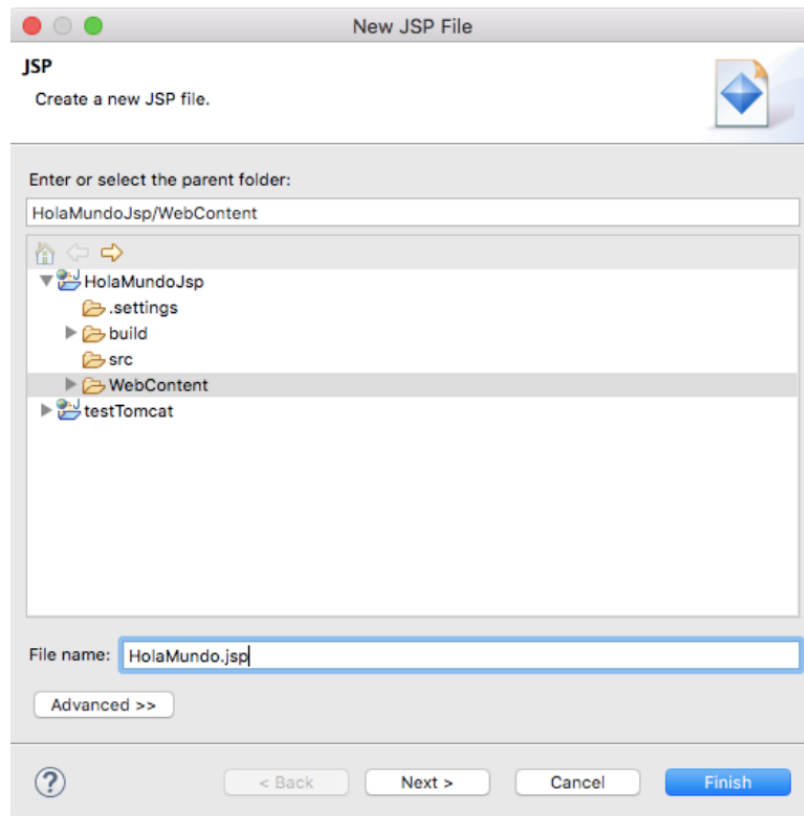 New JSP File
JSP
Create a new JSP file.
Enter or select the parent folder:
HolaMundoJsp/WebContent
HolaMundoJsp
.settings
build
src
WebContent
testTomcat
File name: HolaMundo.jsp
Advanced >>
? < Back Next > Cancel Finish